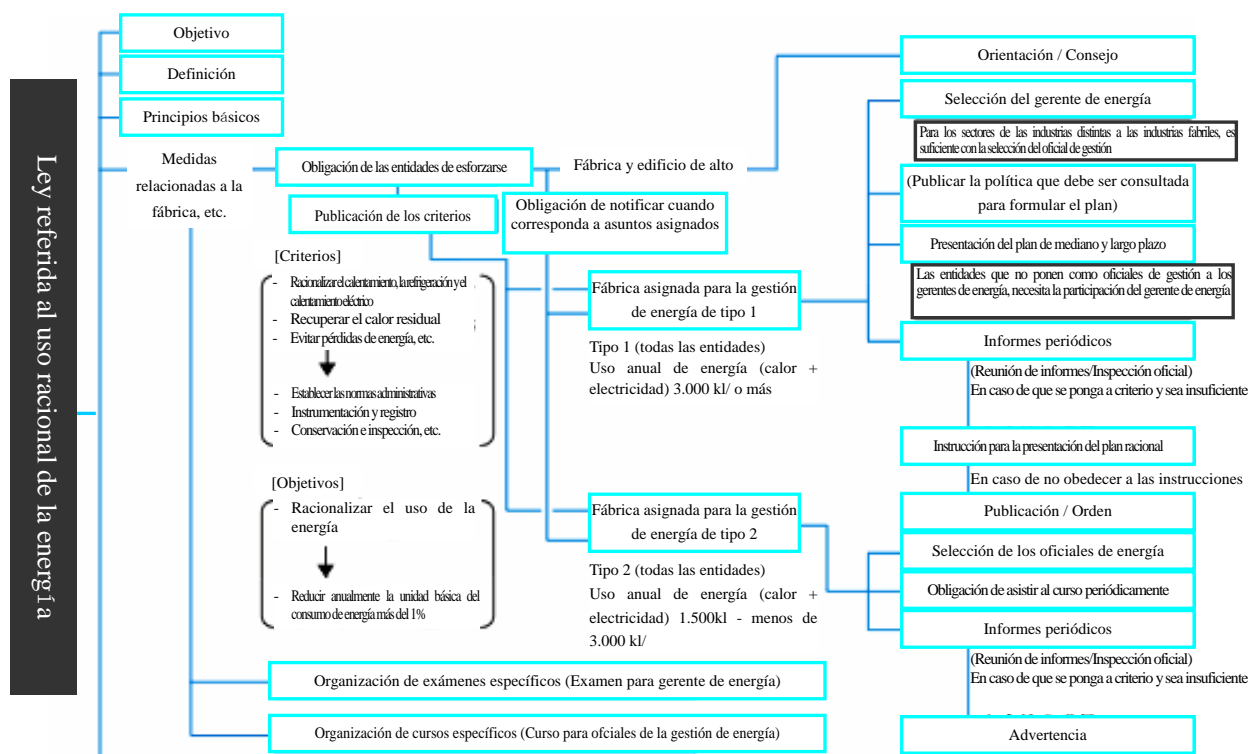 Ley referida al uso racional de la energía
Objetivo
Definición
Principios básicos
Medidas
relacionadas a la
fábrica, etc.
Obligación de las entidades de esforzarse
Fábrica y edificio de alto
Publicación de los criterios
Obligación de notificar cuando
corresponda a asuntos asignados
[Criterios]
- Racionalizar el calentamiento, la refrigeración y el
calentamiento eléctrico
- Recuperar el calor residual
- Evitar pérdidas de energía, etc.
- Establecer las normas administrativas
- Instrumentación y registro
- Conservación e inspección, etc.
[Objetivos]
- Racionalizar el uso de la
energía
- Reducir anualmente la unidad básica del
consumo de energía más del 1%
Fábrica asignada para la gestión
de energía de tipo 1
Tipo 1 (todas las entidades)
Uso anual de energía (calor +
electricidad) 3.000 kl/ o más
Fábrica asignada para la gestión
de energía de tipo 2
Tipo 2 (todas las entidades)
Uso anual de energía (calor +
electricidad) 1.500kl - menos de
3.000 kl/
Organización de exámenes específicos (Examen para gerente de energía)
Organización de cursos específicos (Curso para ofciales de la gestión de energía)
Orientación / Consejo
Selección del gerente de energía
Para los sectores de las industrias distintas a las industrias fabriles, es
suficiente con la selección del oficial de gestión
(Publicar la política que debe ser consultada
para formular el plan)
Presentación del plan de mediano y largo plazo
Las entidades que no ponen como oficiales de gestión a los
gerentes de energía, necesita la participación del gerente de energía
Informes periódicos
(Reunión de informes/Inspección oficial)
En caso de que se ponga a criterio y sea insuficiente
Instrucción para la presentación del plan racional
En caso de no obedecer a las instrucciones
Publicación / Orden
Selección de los oficiales de energía
Obligación de asistir al curso periódicamente
Informes periódicos
(Reunión de informes/Inspección oficial)
En caso de que se ponga a criterio y sea insuficiente
Advertencia